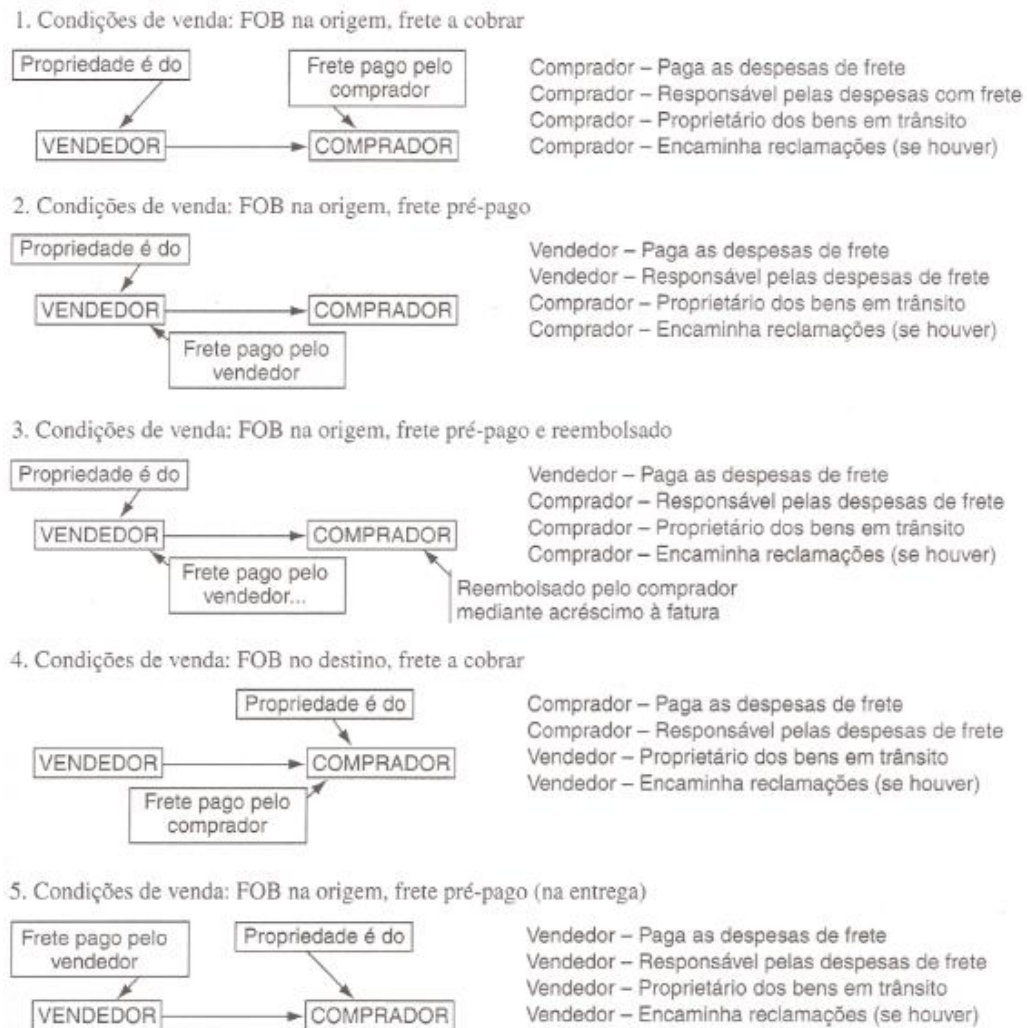 1. Condições de venda: FOB na origem, frete a cobrar
Propriedade é do
Frete pago pelo
comprador
VENDEDOR
COMPRADOR
Comprador – Paga as despesas de frete
Comprador – Responsável pelas despesas com frete
Comprador – Proprietário dos bens em trânsito
Comprador – Encaminha reclamações (se houver)
2. Condições de venda: FOB na origem, frete pré-pago
Propriedade é do
VENDEDOR
COMPRADOR
Frete pago pelo
vendedor
Vendedor – Paga as despesas de frete
Vendedor – Responsável pelas despesas de frete
Comprador – Proprietário dos bens em trânsito
Comprador – Encaminha reclamações (se houver)
3. Condições de venda: FOB na origem, frete pré-pago e reembolsado
Propriedade é do
VENDEDOR
COMPRADOR
Frete pago pelo
vendedor...
Vendedor – Paga as despesas de frete
Comprador – Responsável pelas despesas de frete
Comprador – Proprietário dos bens em trânsito
Comprador – Encaminha reclamações (se houver)
Reembolsado pelo comprador
mediante acréscimo à fatura
4. Condições de venda: FOB no destino, frete a cobrar
Propriedade é do
VENDEDOR
COMPRADOR
Frete pago pelo
comprador
Comprador – Paga as despesas de frete
Comprador – Responsável pelas despesas de frete
Vendedor – Proprietário dos bens em trânsito
Vendedor – Encaminha reclamações (se houver)
5. Condições de venda: FOB na origem, frete pré-pago (na entrega)
Frete pago pelo
vendedor
Propriedade é do
VENDEDOR
COMPRADOR
Vendedor – Paga as despesas de frete
Vendedor – Responsável pelas despesas de frete
Vendedor – Proprietário dos bens em trânsito
Vendedor – Encaminha reclamações (se houver)